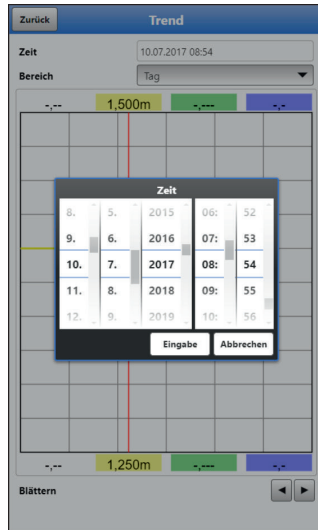 Zurück Trend
Zeit 10.07.2017 08:54
Bereich Tag
-,-- 1,500m -,--- -,-
Zeit
8. 5. 2015 06: 52
9. 6. 2016 07: 53
10. 7. 2017 08: 54
11. 8. 2018 09: 55
12. 9. 2019 10: 56
Eingabe Abbrechen
-,-- 1,250m -,--- -,-
Blättern